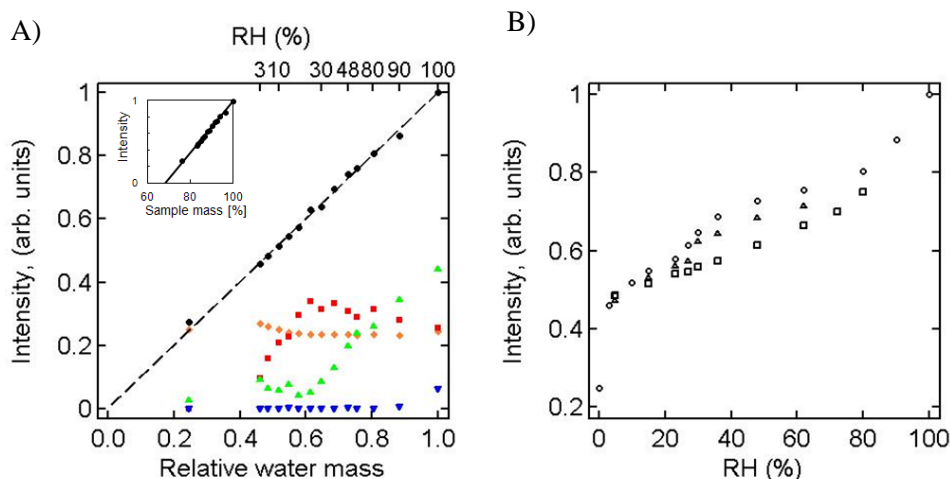 A)
RH (%)
310 30 48 80 90 100
Intensity, (arb. units)
1
0.8
0.6
0.4
0.2
0
0.0 0.2 0.4 0.6 0.8 1.0
Relative water mass
Intensity
1
0
60 80 100
Sample mass [%]
B)
Intensity, (arb. units)
1
0.8
0.6
0.4
0.2
0 20 40 60 80 100
RH (%)